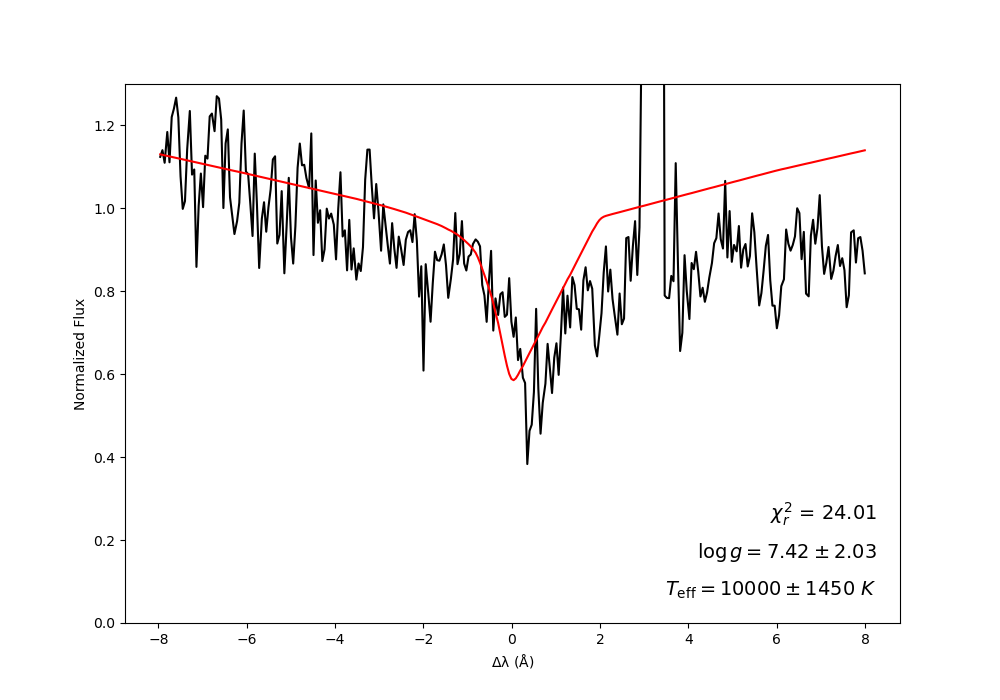 1.2
1.0
0.8
0.6
0.4
0.2
0.0
Normalized Flux
χ²ᵣ = 24.01
log g = 7.42 ± 2.03
T_eff = 10000 ± 1450 K
−8 −6 −4 −2 0 2 4 6 8
Δλ (Å)